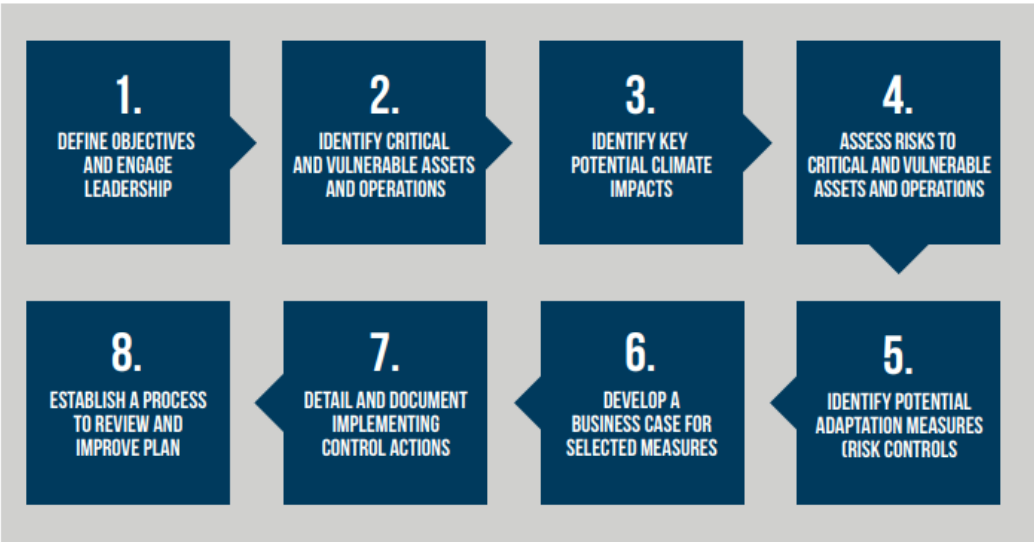 1.
DEFINE OBJECTIVES
AND ENGAGE
LEADERSHIP
2.
IDENTIFY CRITICAL
AND VULNERABLE ASSETS
AND OPERATIONS
3.
IDENTIFY KEY
POTENTIAL CLIMATE
IMPACTS
4.
ASSESS RISKS TO
CRITICAL AND VULNERABLE
ASSETS AND OPERATIONS
5.
IDENTIFY POTENTIAL
ADAPTATION MEASURES
(RISK CONTROLS
6.
DEVELOP A
BUSINESS CASE FOR
SELECTED MEASURES
7.
DETAIL AND DOCUMENT
IMPLEMENTING
CONTROL ACTIONS
8.
ESTABLISH A PROCESS
TO REVIEW AND
IMPROVE PLAN